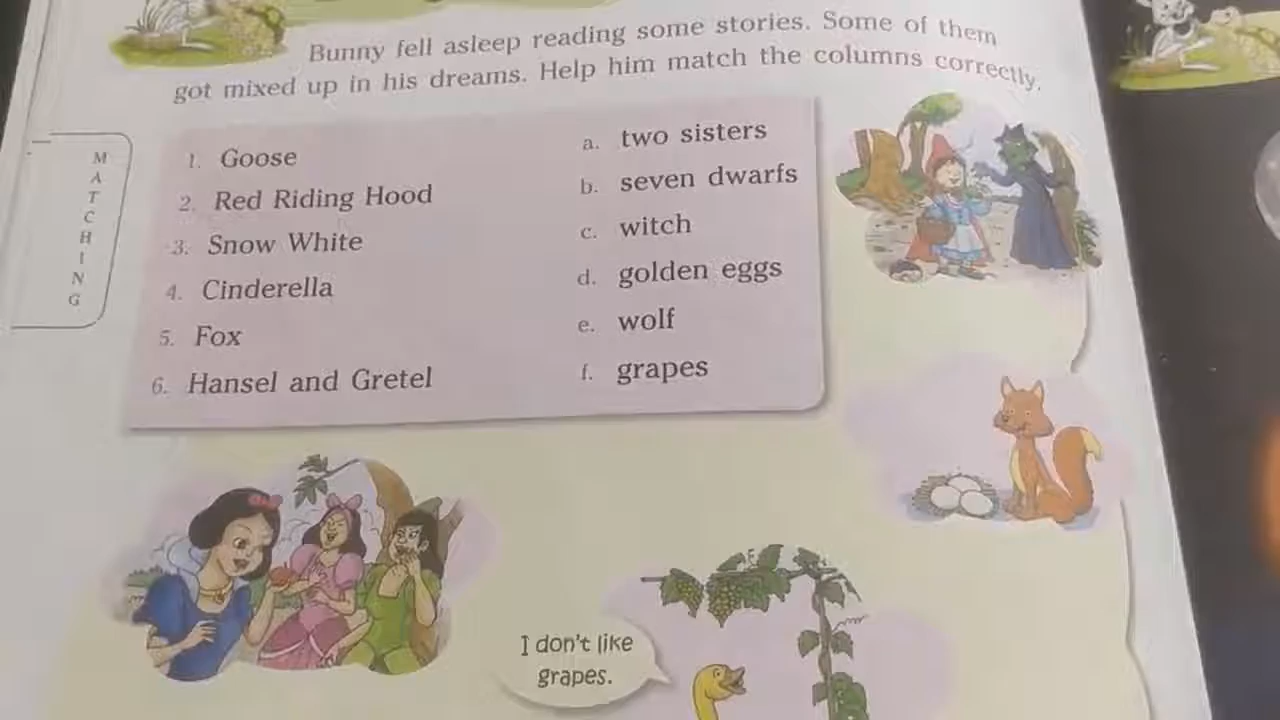 Bunny fell asleep reading some stories. Some of them
got mixed up in his dreams. Help him match the columns correctly.
MATCHING
1. Goose
a. two sisters
2. Red Riding Hood
b. seven dwarfs
3. Snow White
c. witch
4. Cinderella
d. golden eggs
5. Fox
e. wolf
6. Hansel and Gretel
f. grapes
I don't like
grapes.